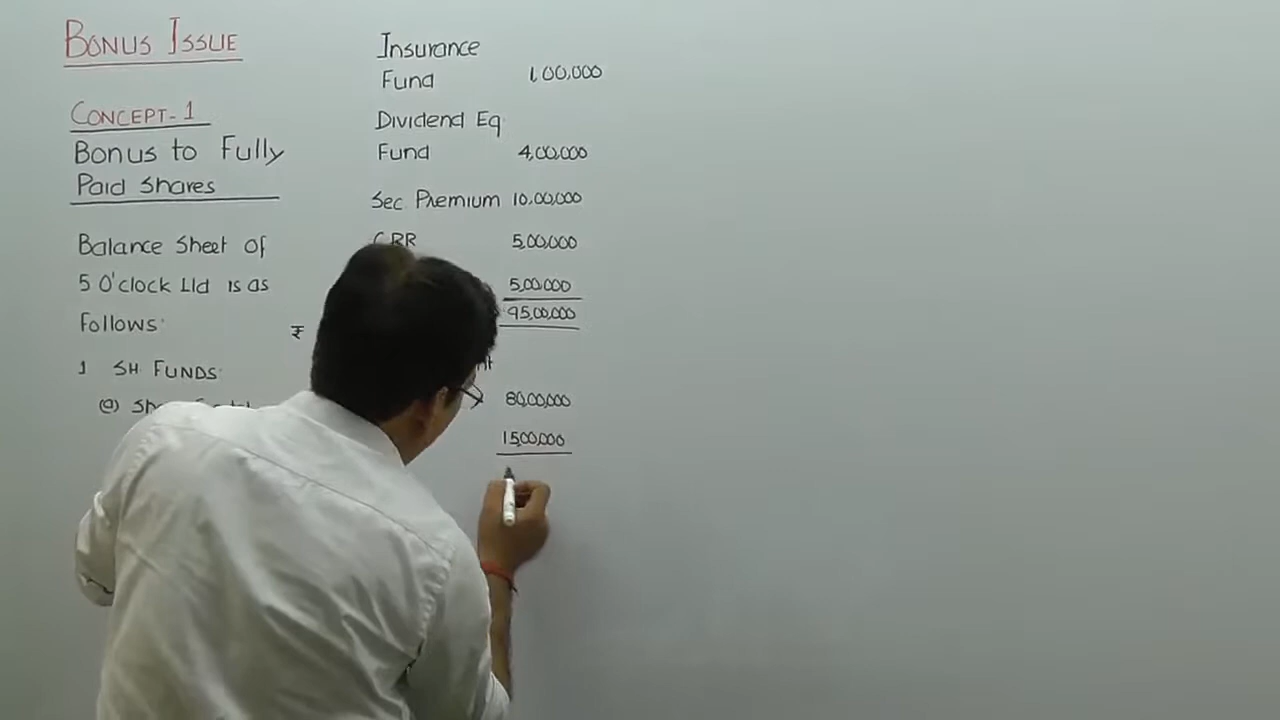 BONUS ISSUE
CONCEPT-1
Bonus to Fully
Paid Shares
Balance Sheet of
5 O'clock Ltd is as
Follows:
₹
1 SH. FUNDS:
(a)
Insurance
Fund 1,00,000
Dividend Eq.
Fund 4,00,000
Sec Premium 10,00,000
CRR 5,00,000
5,00,000
95,00,000
80,00,000
15,00,000